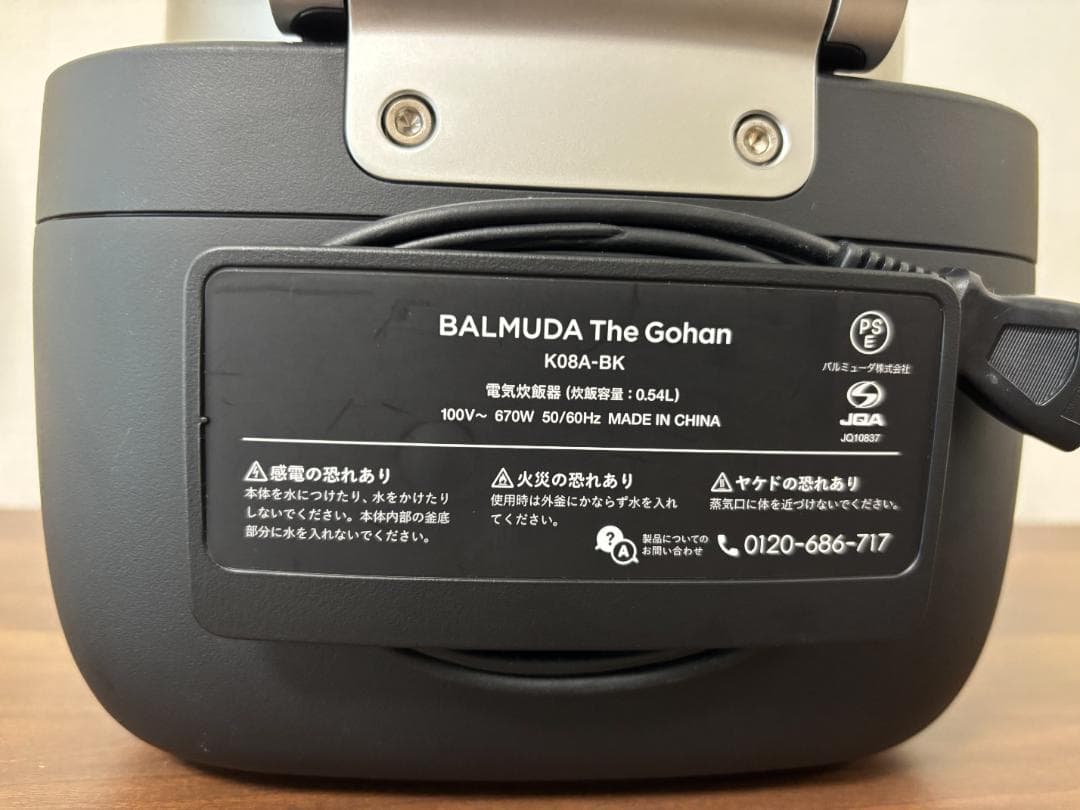 BALMUDA The Gohan
K08A-BK
電気炊飯器 (炊飯容量：0.54L)
100V～ 670W 50/60Hz MADE IN CHINA
PS
E
バルミューダ株式会社
JQA
JQ10837
感電の恐れあり
本体を水につけたり、水をかけたり
しないでください。本体内部の釜底
部分に水を入れないでください。
火災の恐れあり
使用時は外釜にかならず水を入れ
てください。
ヤケドの恐れあり
蒸気口に体を近づけないでください。
? A
製品についての
お問い合わせ
0120-686-717